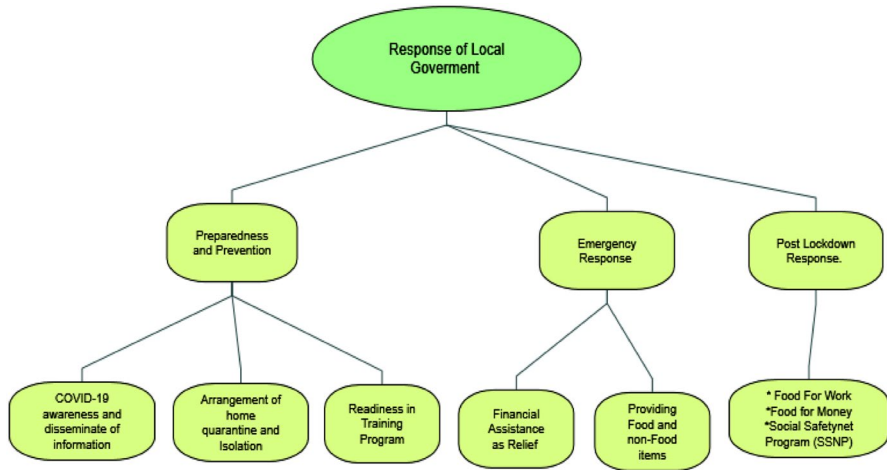 Response of Local
Goverment
Preparedness
and Prevention
Emergency
Response
Post Lockdown
Response.
COVID-19
awareness and
disseminate of
information
Arrangement of
home
quarantine and
Isolation
Readiness in
Training
Program
Financial
Assistance
as Relief
Providing
Food and
non-Food
items
* Food For Work
*Food for Money
*Social Safetynet
Program (SSNP)